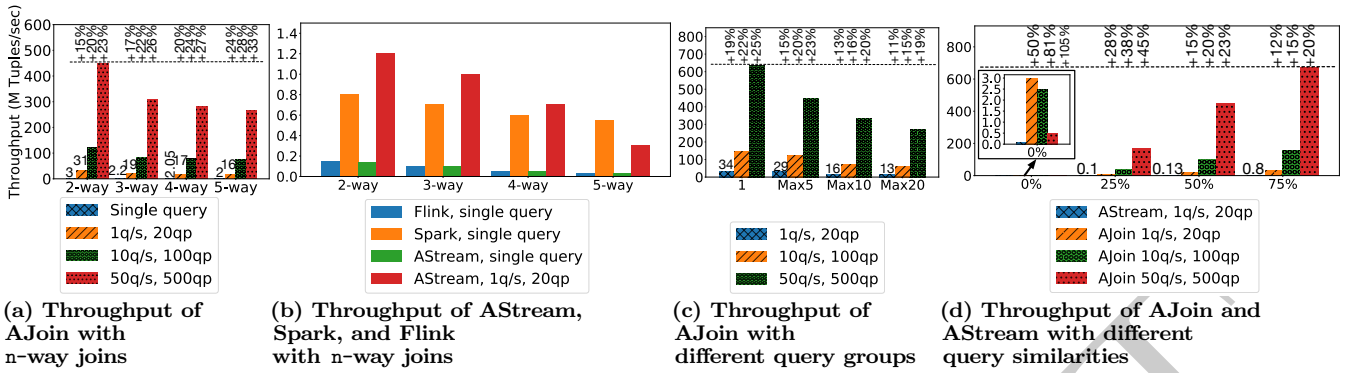 Throughput (M Tuples/sec)
600
500
400
300
200
100
0
+15%
+20%
+23%
+17%
+22%
+26%
+20%
+24%
+27%
+24%
+28%
+33%
3
31
2.2
19
2.5
17
2
16
2-way 3-way 4-way 5-way
Single query
1q/s, 20qp
10q/s, 100qp
50q/s, 500qp
(a) Throughput of
AJoin with
n-way joins
1.4
1.2
1.0
0.8
0.6
0.4
0.2
0.0
2-way 3-way 4-way 5-way
Flink, single query
Spark, single query
AStream, single query
AStream, 1q/s, 20qp
(b) Throughput of AStream,
Spark, and Flink
with n-way joins
800
700
600
500
400
300
200
100
0
+19%
+22%
+25%
+15%
+20%
+23%
+13%
+16%
+20%
+11%
+15%
+19%
34
29
16
13
1 Max5 Max10 Max20
1q/s, 20qp
10q/s, 100qp
50q/s, 500qp
(c) Throughput of
AJoin with
different query groups
800
600
400
200
0
+50%
+81%
+105%
+28%
+38%
+45%
+15%
+20%
+23%
+12%
+15%
+20%
3.0
2.5
2.0
1.5
1.0
0.5
0.0
0%
0.1
0.13
0.8
0% 25% 50% 75%
AStream, 1q/s, 20qp
AJoin 1q/s, 20qp
AJoin 10q/s, 100qp
AJoin 50q/s, 500qp
(d) Throughput of AJoin and
AStream with different
query similarities